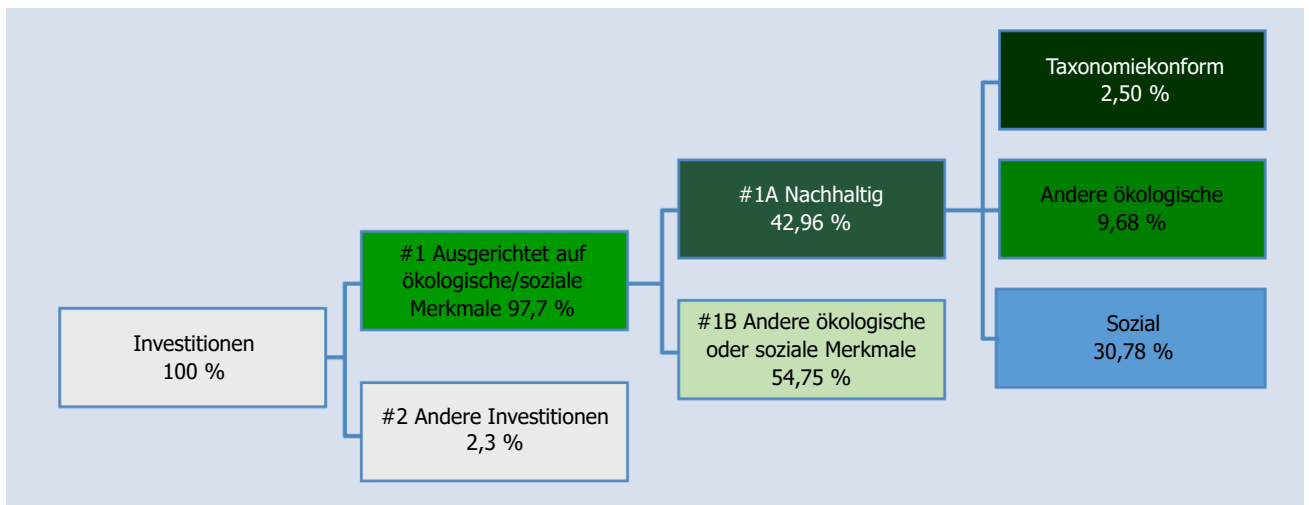 Investitionen
100 %
#1 Ausgerichtet auf
ökologische/soziale
Merkmale 97,7 %
#2 Andere Investitionen
2,3 %
#1A Nachhaltig
42,96 %
#1B Andere ökologische
oder soziale Merkmale
54,75 %
Taxonomiekonform
2,50 %
Andere ökologische
9,68 %
Sozial
30,78 %